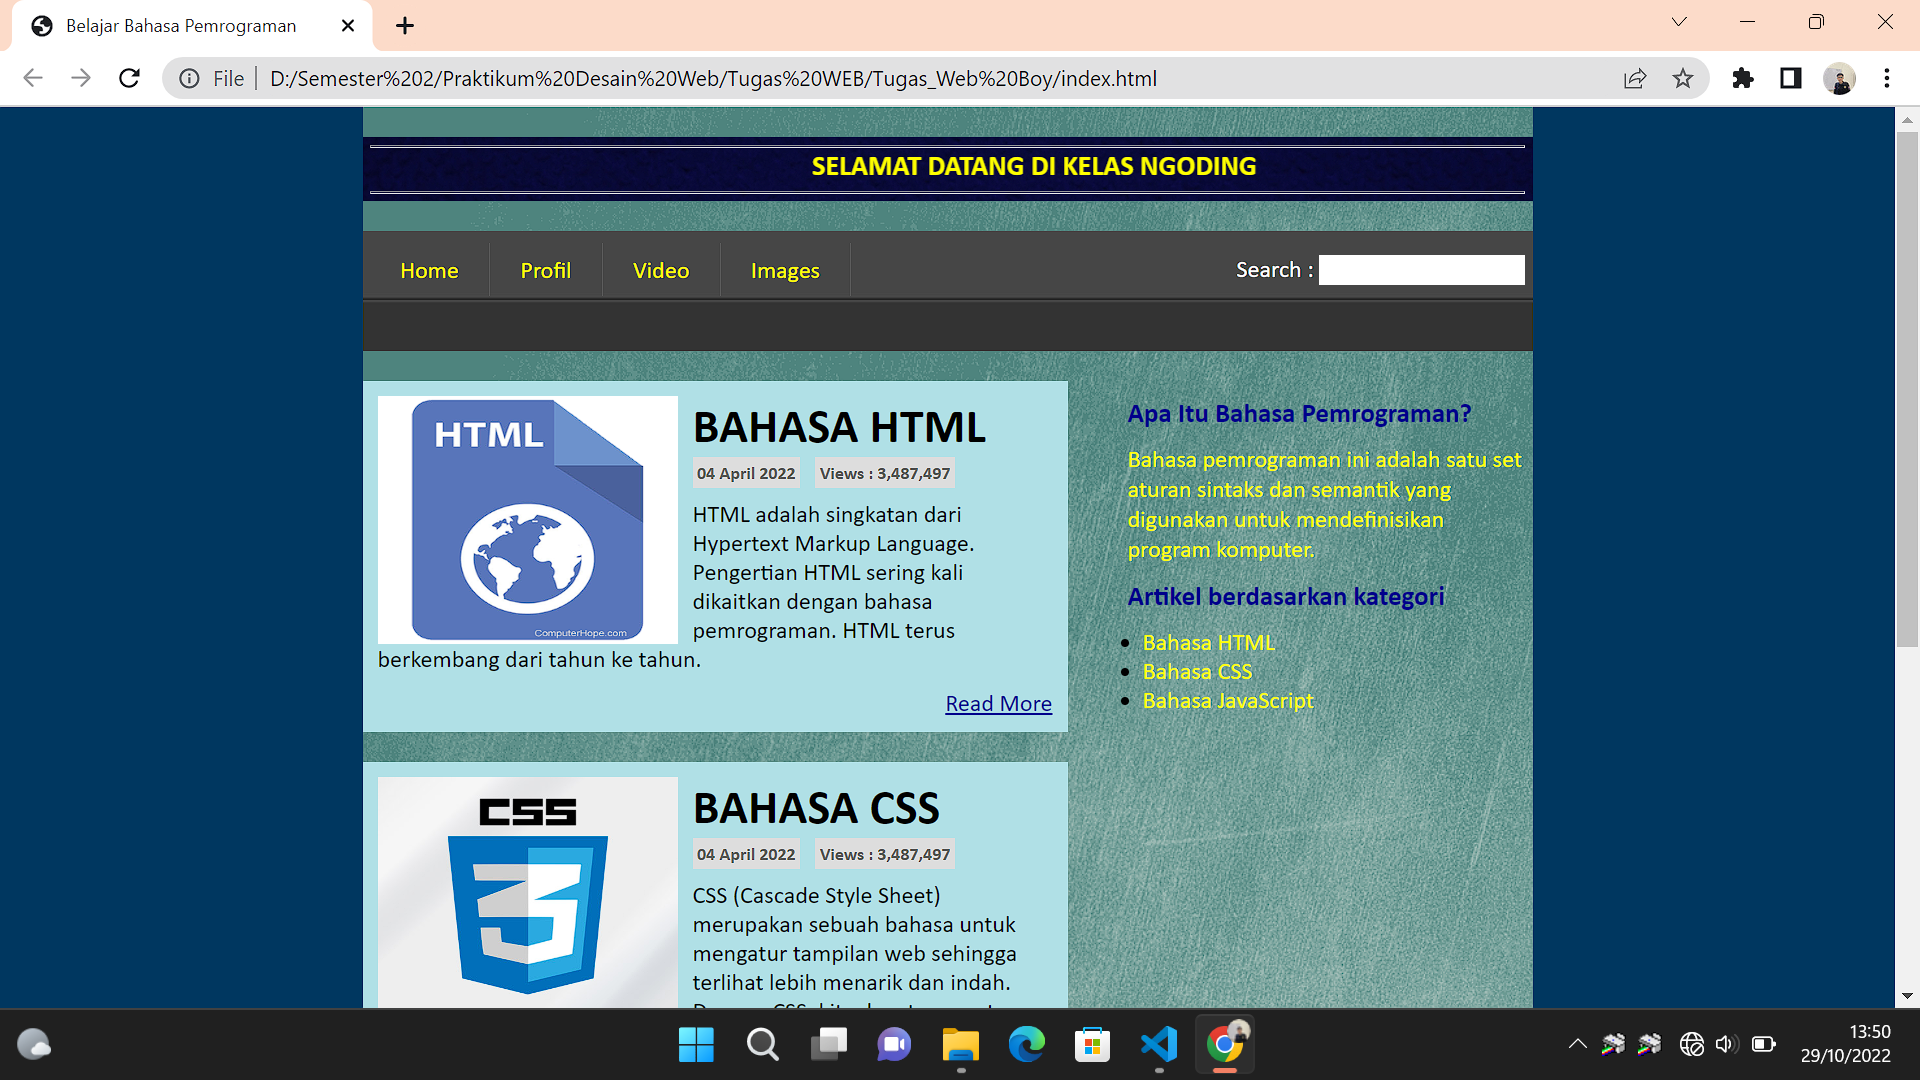 Belajar Bahasa Pemrograman
File D:/Semester%202/Praktikum%20Desain%20Web/Tugas%20WEB/Tugas_Web%20Boy/index.html
SELAMAT DATANG DI KELAS NGODING
Home Profil Video Images Search :
HTML
ComputerHope.com
BAHASA HTML
04 April 2022 Views : 3,487,497
HTML adalah singkatan dari
Hypertext Markup Language.
Pengertian HTML sering kali
dikaitkan dengan bahasa
pemrograman. HTML terus
berkembang dari tahun ke tahun.
Read More
Apa Itu Bahasa Pemrograman?
Bahasa pemrograman ini adalah satu set
aturan sintaks dan semantik yang
digunakan untuk mendefinisikan
program komputer.
Artikel berdasarkan kategori
Bahasa HTML
Bahasa CSS
Bahasa JavaScript
CSS
3
BAHASA CSS
04 April 2022 Views : 3,487,497
CSS (Cascade Style Sheet)
merupakan sebuah bahasa untuk
mengatur tampilan web sehingga
terlihat lebih menarik dan indah.
13:50
29/10/2022